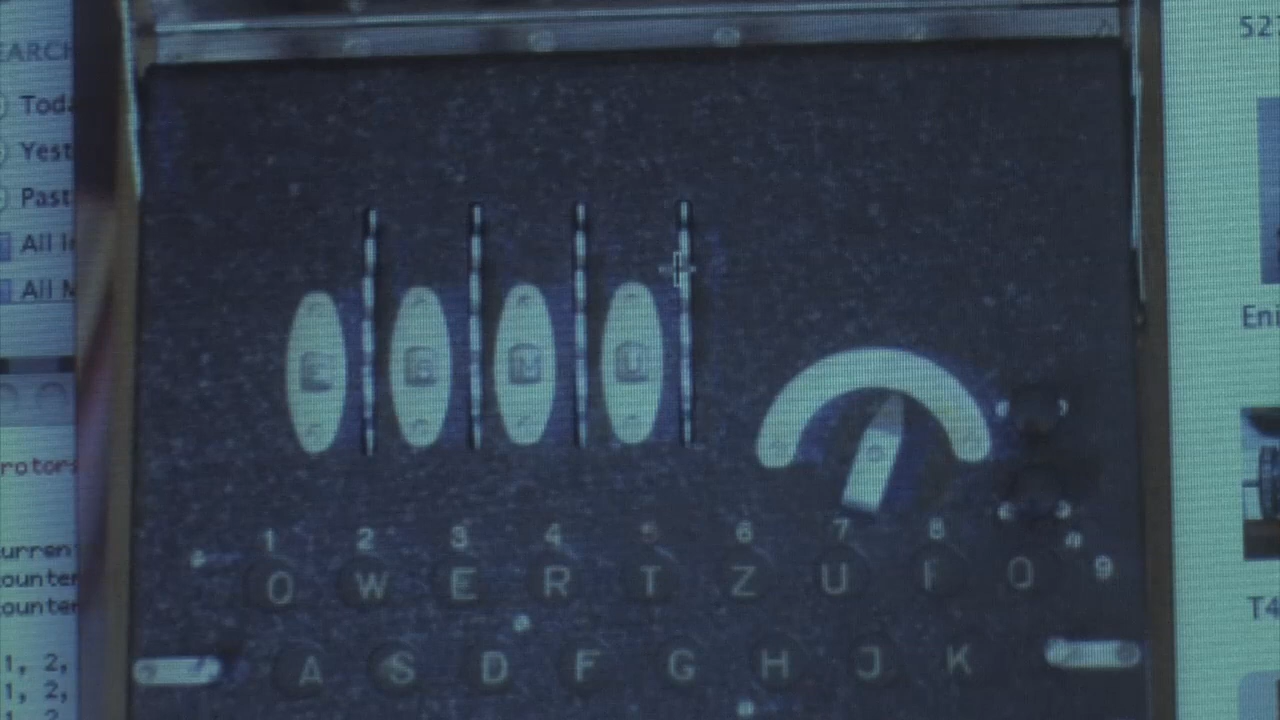 EARCH
Toda
Yest
Past
All I
All M
rotor
urren
ounter
ounter
1, 2,
1, 2,
E E M U
1 2 3 4 5 6 7 8
Q W E R T Z U I O 9
A S D F G H J K
52
Eni
T4